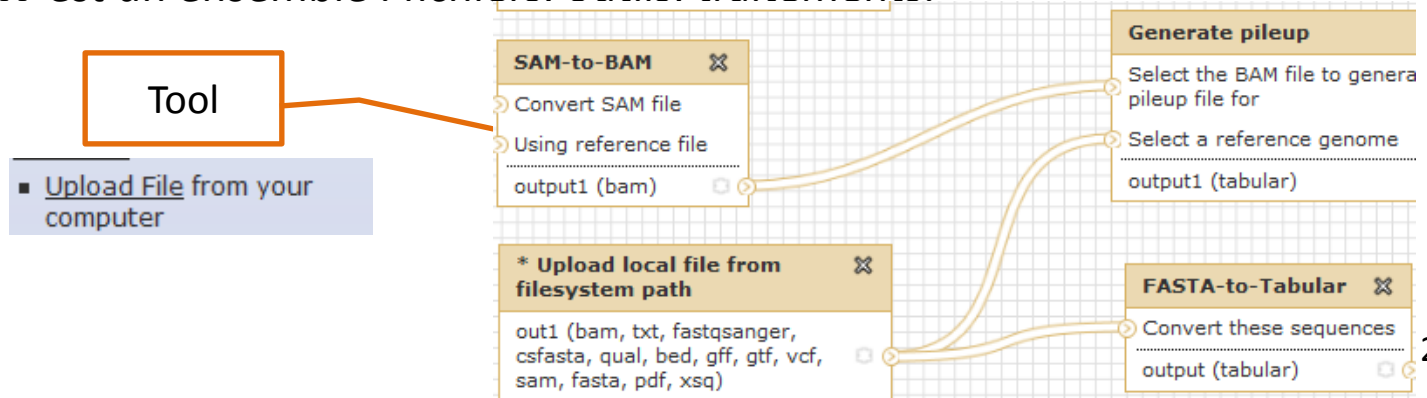 Tool
Upload File from your
computer
SAM-to-BAM
Convert SAM file
Using reference file
output1 (bam)
* Upload local file from
filesystem path
out1 (bam, txt, fastqsanger,
csfasta, qual, bed, gff, gtf, vcf,
sam, fasta, pdf, xsq)
Generate pileup
Select the BAM file to genera
pileup file for
Select a reference genome
output1 (tabular)
FASTA-to-Tabular
Convert these sequences
output (tabular)
2